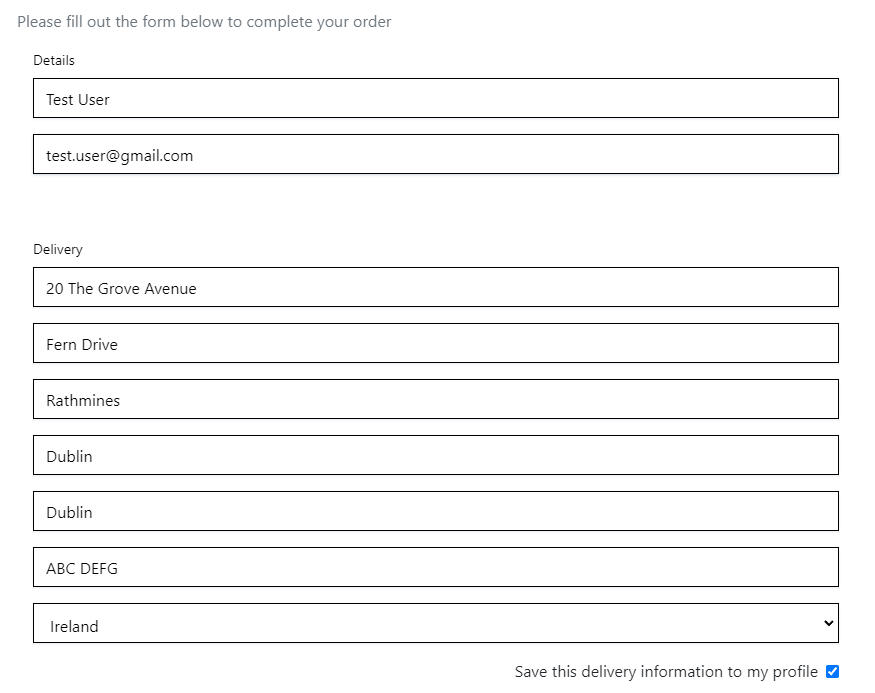 Please fill out the form below to complete your order
Details
Test User
test.user@gmail.com
Delivery
20 The Grove Avenue
Fern Drive
Rathmines
Dublin
Dublin
ABC DEFG
Ireland
Save this delivery information to my profile